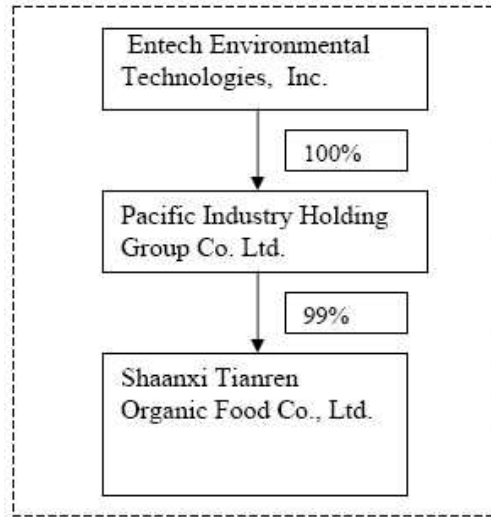 Entech Environmental
Technologies, Inc.
100%
Pacific Industry Holding
Group Co. Ltd.
99%
Shaanxi Tianren
Organic Food Co., Ltd.